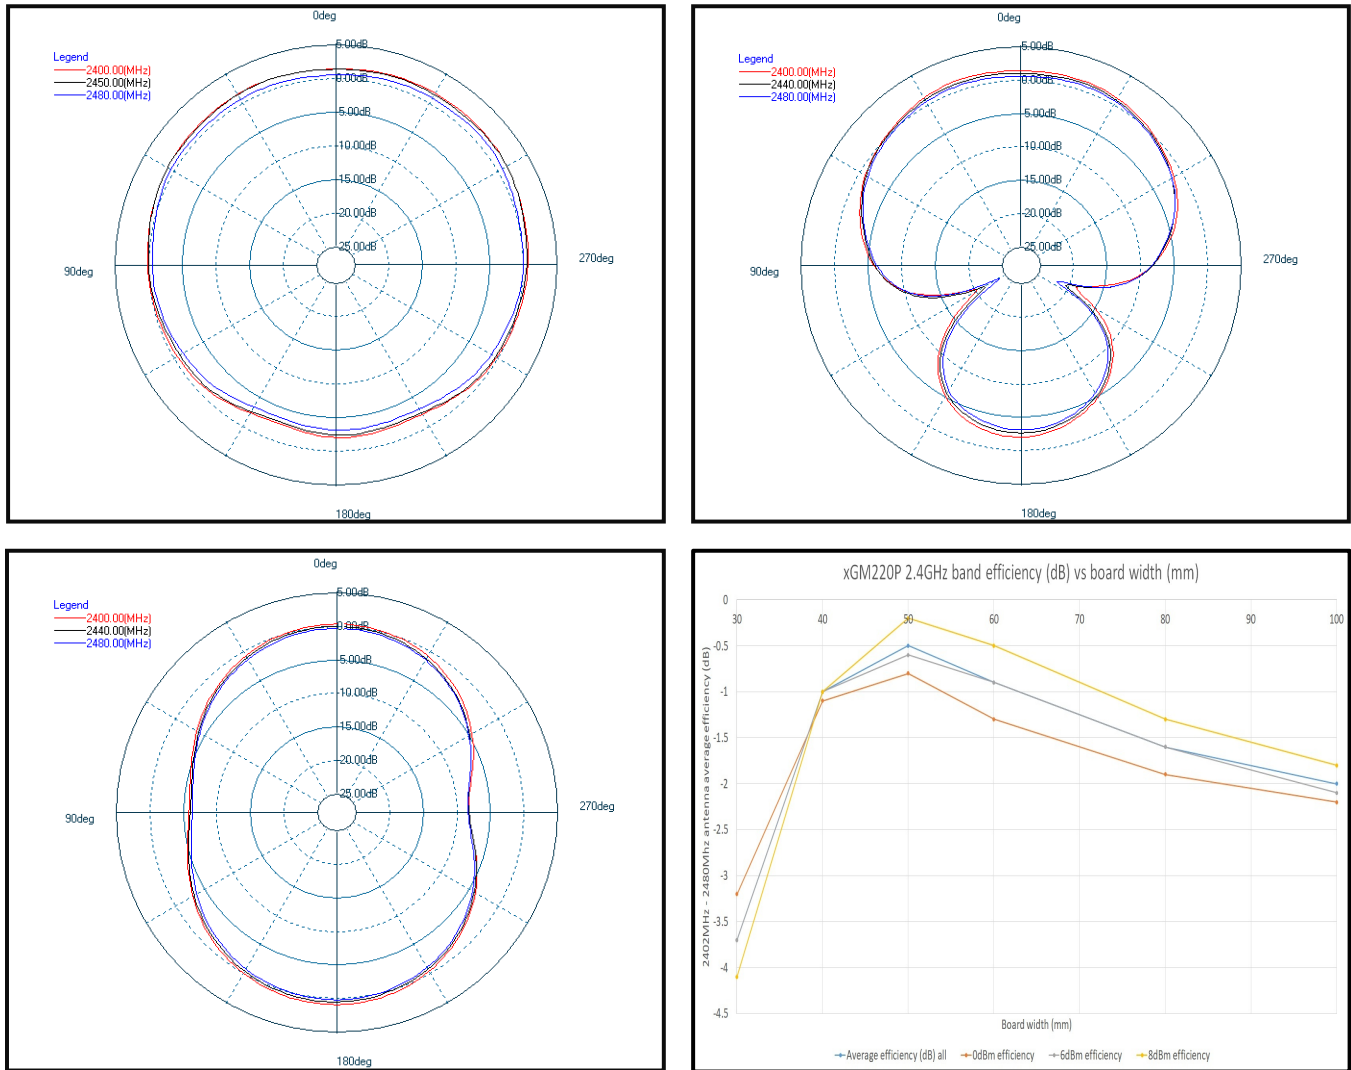 0deg
5.00dB
Legend
2400.00(MHz)
2450.00(MHz)
2480.00(MHz)
0.00dB
5.00dB
10.00dB
15.00dB
20.00dB
25.00dB
90deg
270deg
180deg
0deg
5.00dB
Legend
2400.00(MHz)
2440.00(MHz)
2480.00(MHz)
0.00dB
5.00dB
10.00dB
15.00dB
20.00dB
25.00dB
90deg
270deg
180deg
0deg
5.00dB
Legend
2400.00(MHz)
2440.00(MHz)
2480.00(MHz)
0.00dB
5.00dB
10.00dB
15.00dB
20.00dB
25.00dB
90deg
270deg
180deg
xGM220P 2.4GHz band efficiency (dB) vs board width (mm)
0
30 40 50 60 70 80 90 100
-0.5
-1
-1.5
-2
-2.5
-3
-3.5
-4
-4.5
2402MHz - 2480Mhz antenna average efficiency (dB)
Board width (mm)
Average efficiency (dB) all 0dBm efficiency 6dBm efficiency 8dBm efficiency